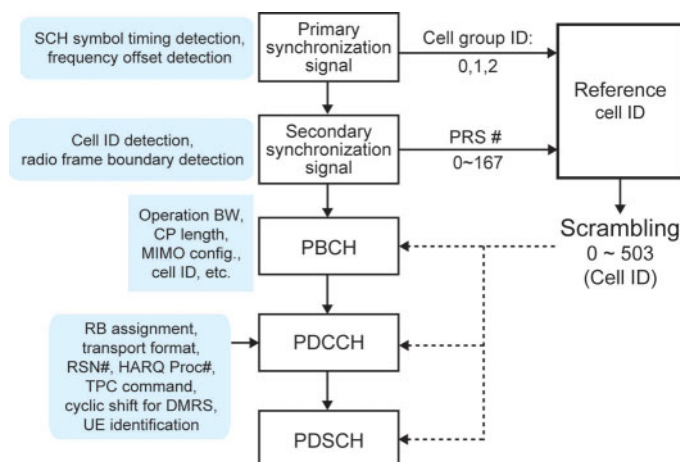 SCH symbol timing detection,
frequency offset detection
Primary
synchronization
signal
Cell group ID:
0,1,2
Reference
cell ID
Cell ID detection,
radio frame boundary detection
Secondary
synchronization
signal
PRS #
0~167
Operation BW,
CP length,
MIMO config.,
cell ID, etc.
PBCH
Scrambling
0 ~ 503
(Cell ID)
RB assignment,
transport format,
RSN#, HARQ Proc#,
TPC command,
cyclic shift for DMRS,
UE identification
PDCCH
PDSCH